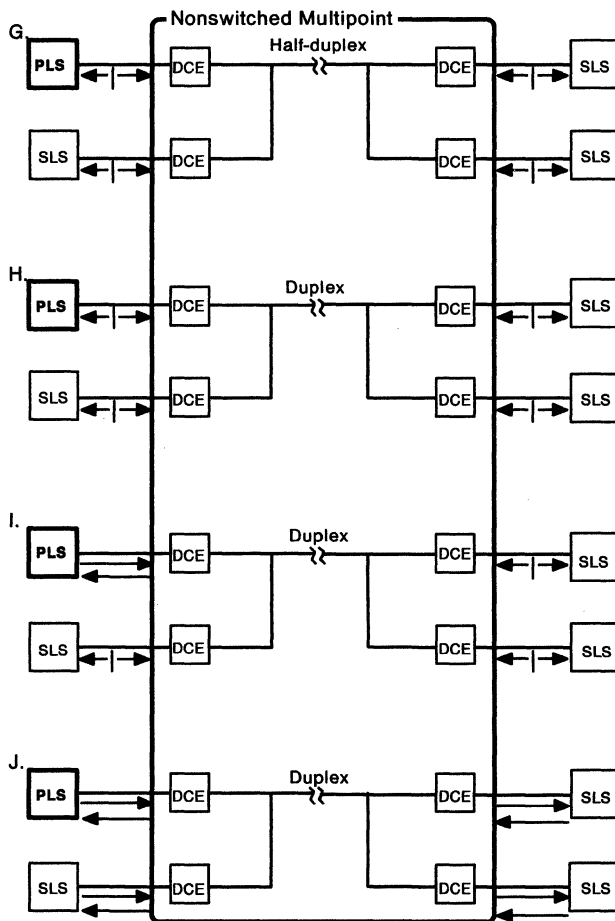 Nonswitched Multipoint
G.
Half-duplex
PLS
DCE
DCE
SLS
SLS
DCE
DCE
SLS
H.
Duplex
PLS
DCE
DCE
SLS
SLS
DCE
DCE
SLS
I.
Duplex
PLS
DCE
DCE
SLS
SLS
DCE
DCE
SLS
J.
Duplex
PLS
DCE
DCE
SLS
SLS
DCE
DCE
SLS